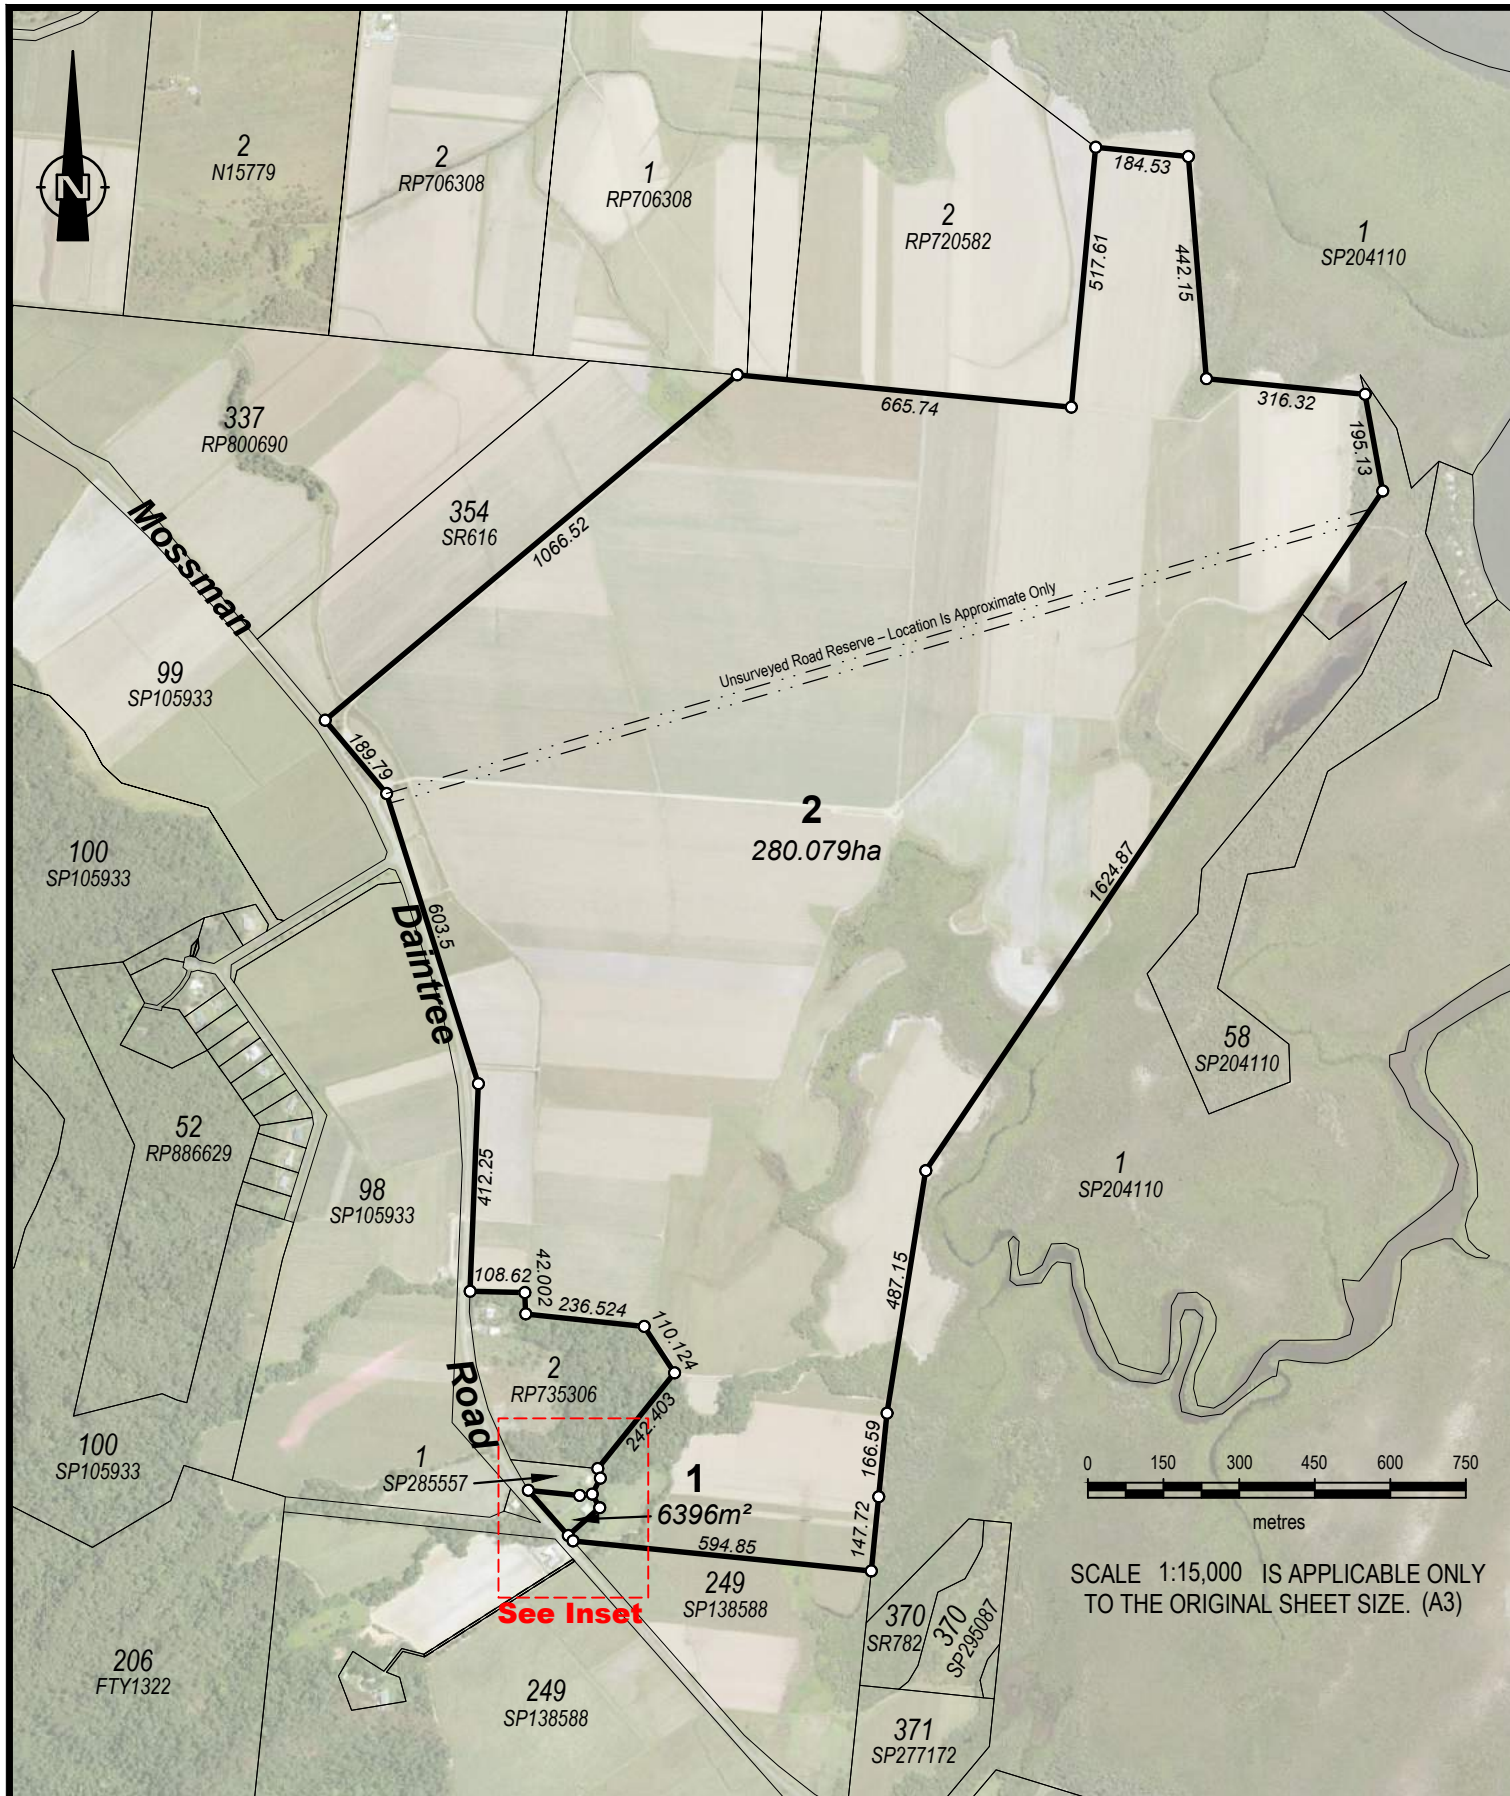 N
2
N15779
2
RP706308
1
RP706308
2
RP720582
184.53
517.61
442.15
1
SP204110
316.32
195.13
665.74
337
RP800690
354
SR616
1066.52
Mossman
99
SP105933
Unsurveyed Road Reserve – Location Is Approximate Only
189.79
2
280.079ha
1624.87
100
SP105933
603.5
Daintree
58
SP204110
52
RP886629
98
SP105933
412.25
1
SP204110
108.62
42.002
236.524
110.124
487.15
2
RP735306
242.403
Road
166.59
100
SP105933
1
SP285557
1
6396m²
147.72
594.85
0 150 300 450 600 750
metres
SCALE 1:15,000 IS APPLICABLE ONLY
TO THE ORIGINAL SHEET SIZE. (A3)
See Inset
249
SP138588
370
SR782
370
SP295087
206
FTY1322
249
SP138588
371
SP277172